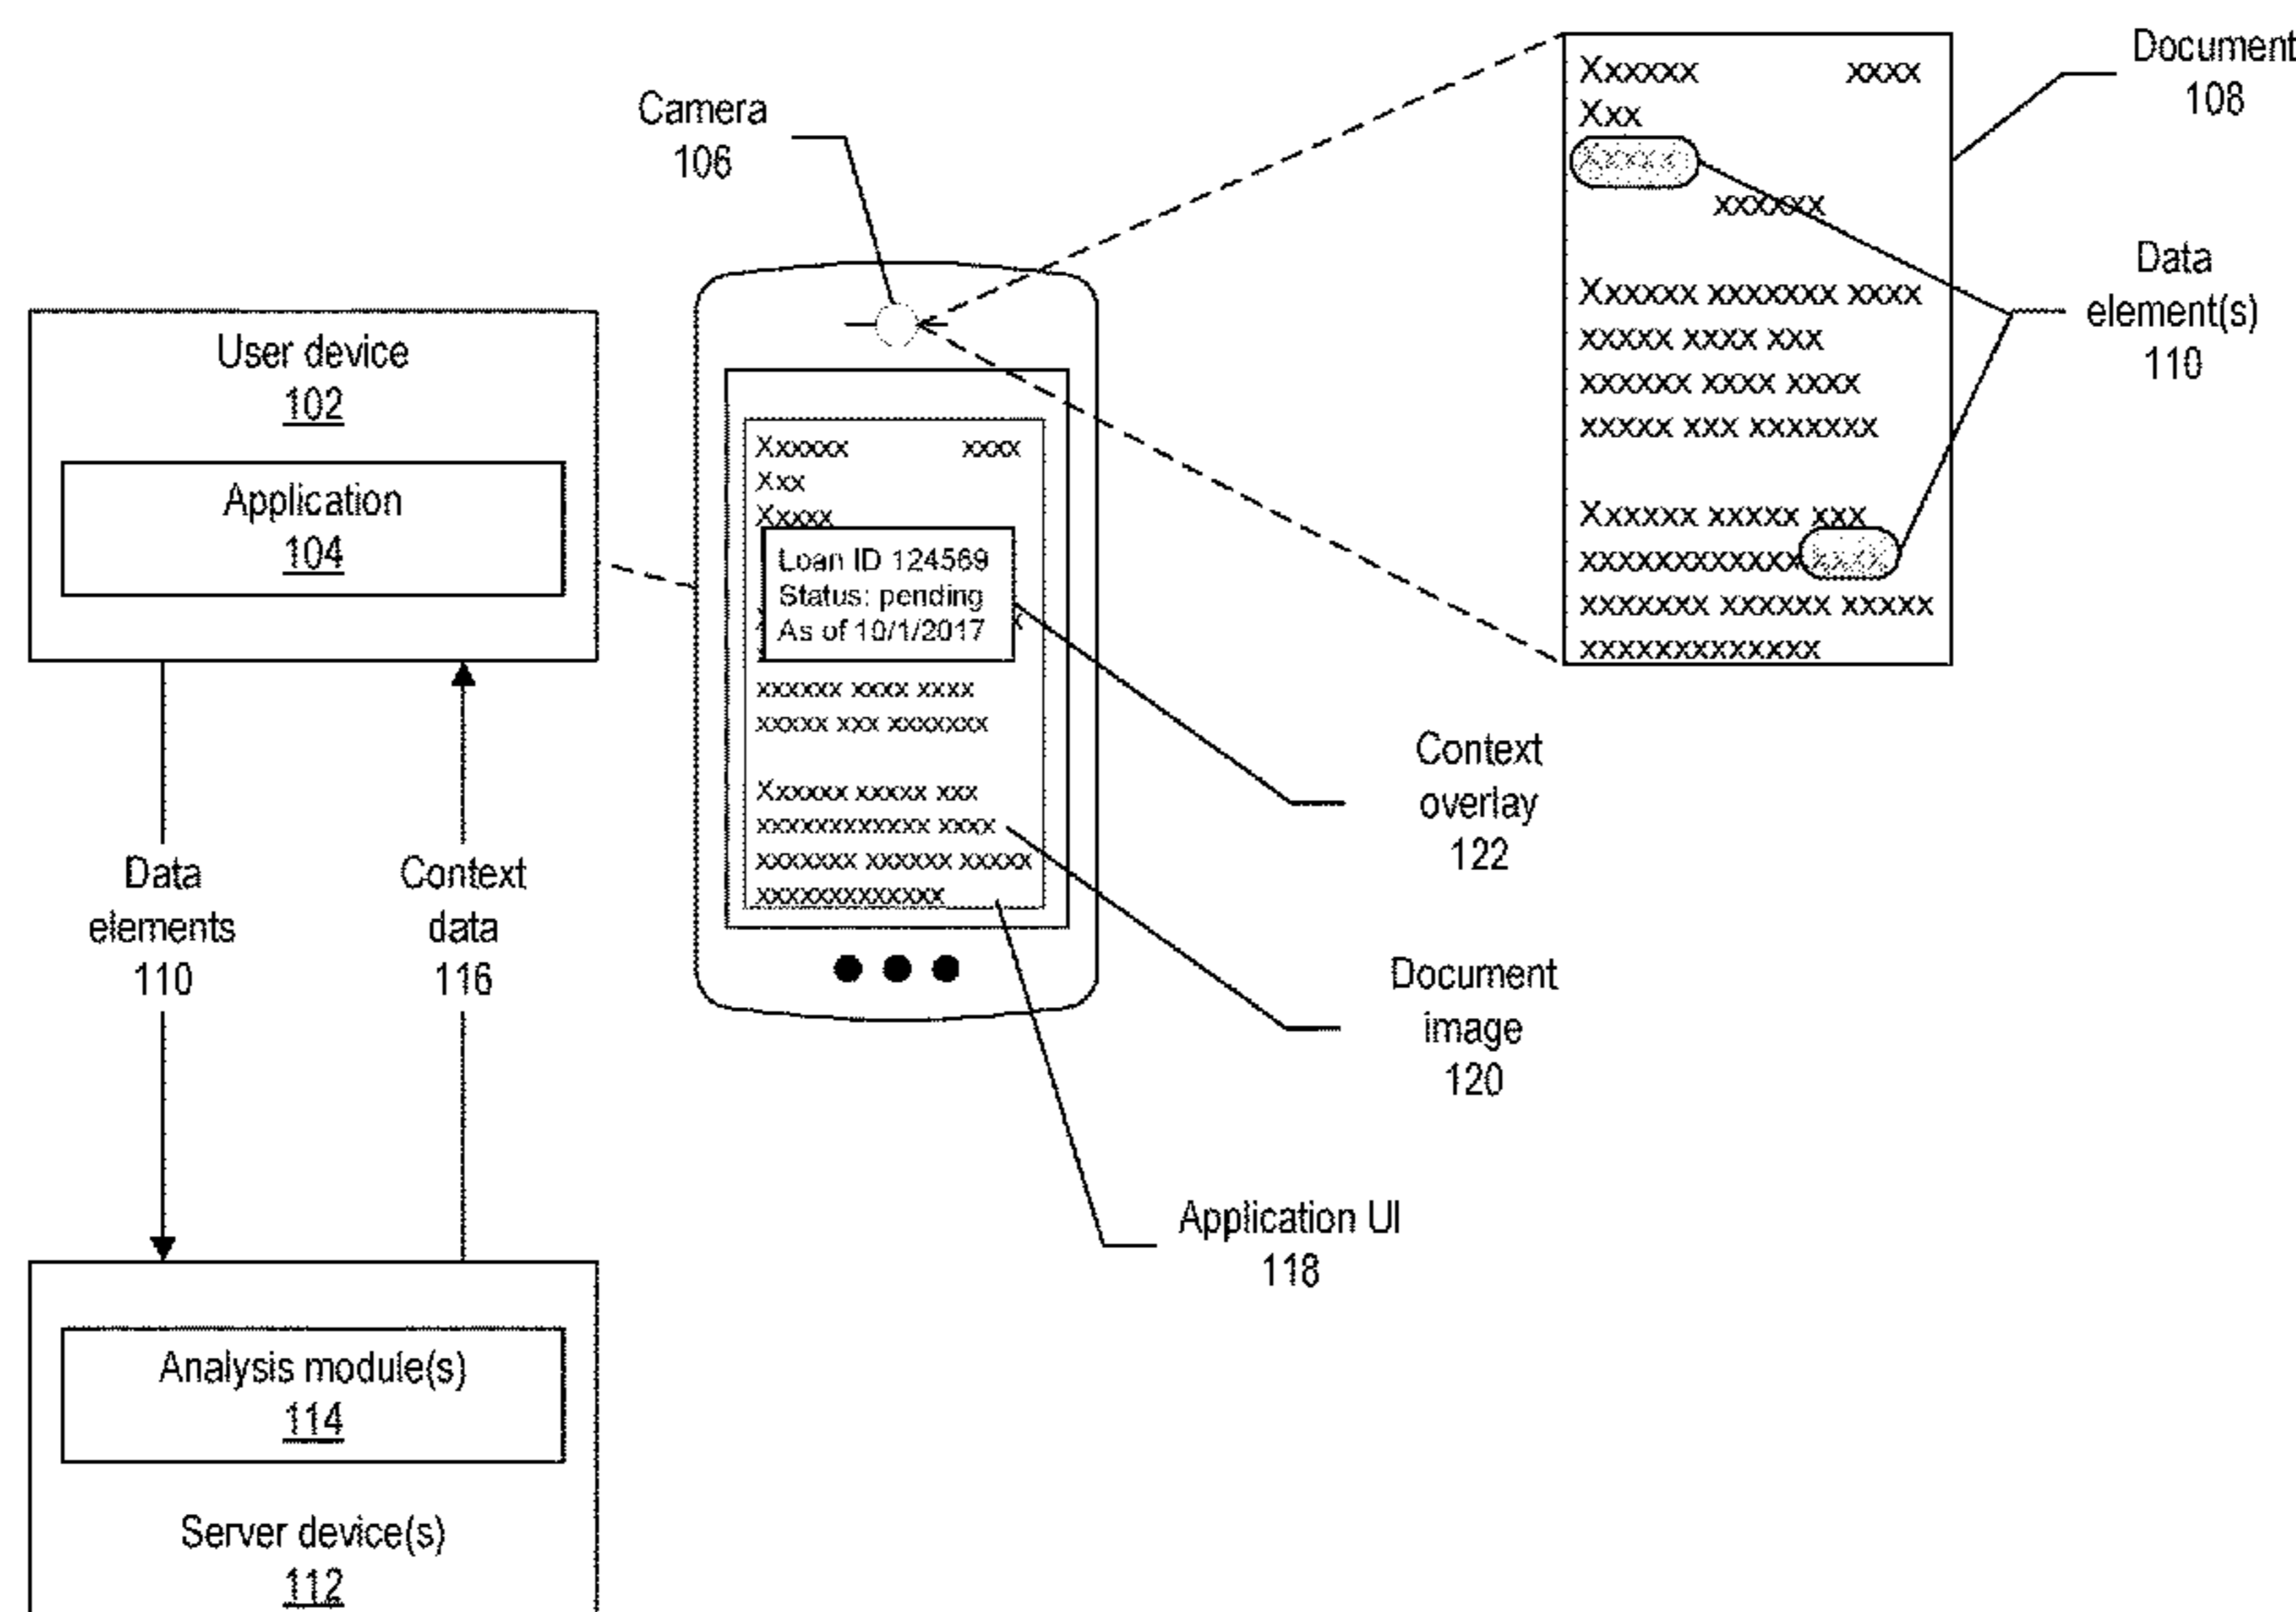 Camera
106
Xxxxxx xxxx
Xxx
Xxxxx
xxxxxx
Xxxxxx xxxxxxx xxxx
xxxxx xxxx xxx
xxxxxx xxxx xxxx
xxxxx xxx xxxxxxx
Xxxxxx xxxxx xxx
xxxxxxxxxxxx xxxx
xxxxxxx xxxxxx xxxxx
xxxxxxxxxxxxx
Document
108
Data
element(s)
110
User device
102
Application
104
Xxxxxx xxxx
Xxx
Xxxxx
Loan ID 124569
Status: pending
As of 10/1/2017
xxxxxx xxxx xxxx
xxxxx xxx xxxxxxx
Xxxxxx xxxxx xxx
xxxxxxxxxxxx xxxx
xxxxxxx xxxxxx xxxxx
xxxxxxxxxxxxx
Context
overlay
122
Document
image
120
Application UI
118
Data
elements
110
Context
data
116
Analysis module(s)
114
Server device(s)
112